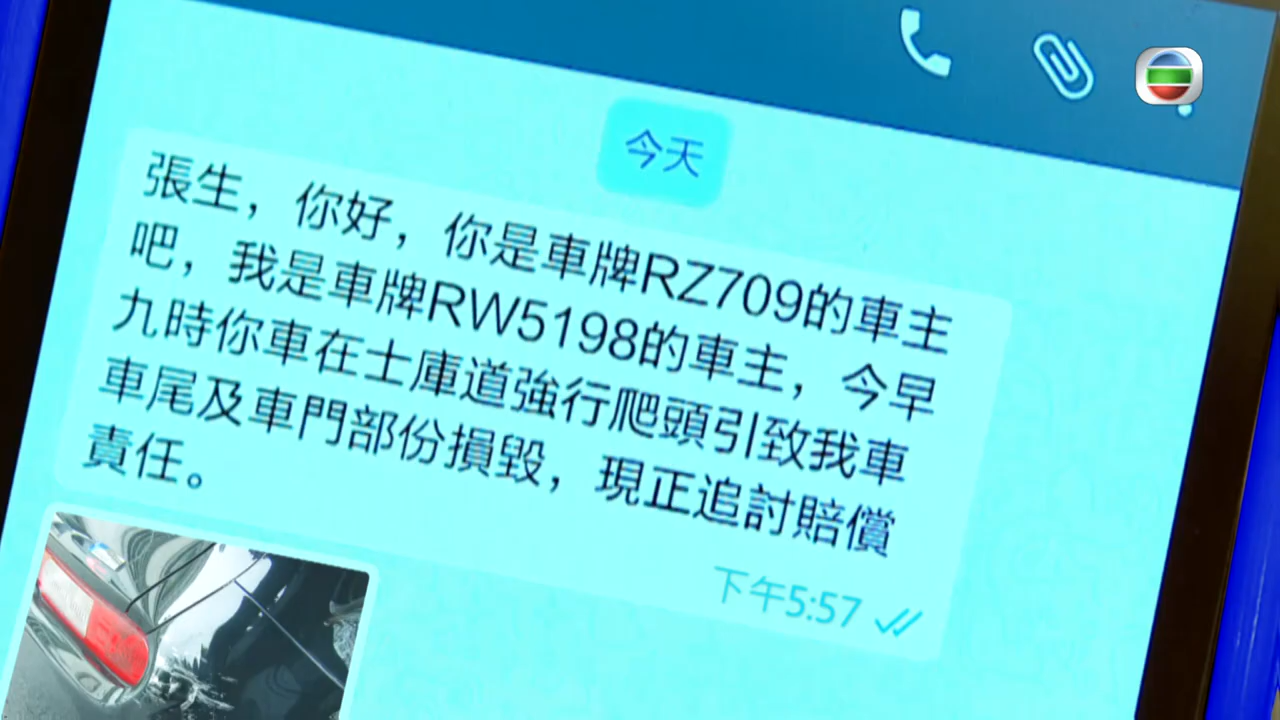 今天
張生，你好，你是車牌RZ709的車主
吧，我是車牌RW5198的車主，今早
九時你車在士庫道強行爬頭引致我車
車尾及車門部份損毀，現正追討賠償
責任。
下午5:57